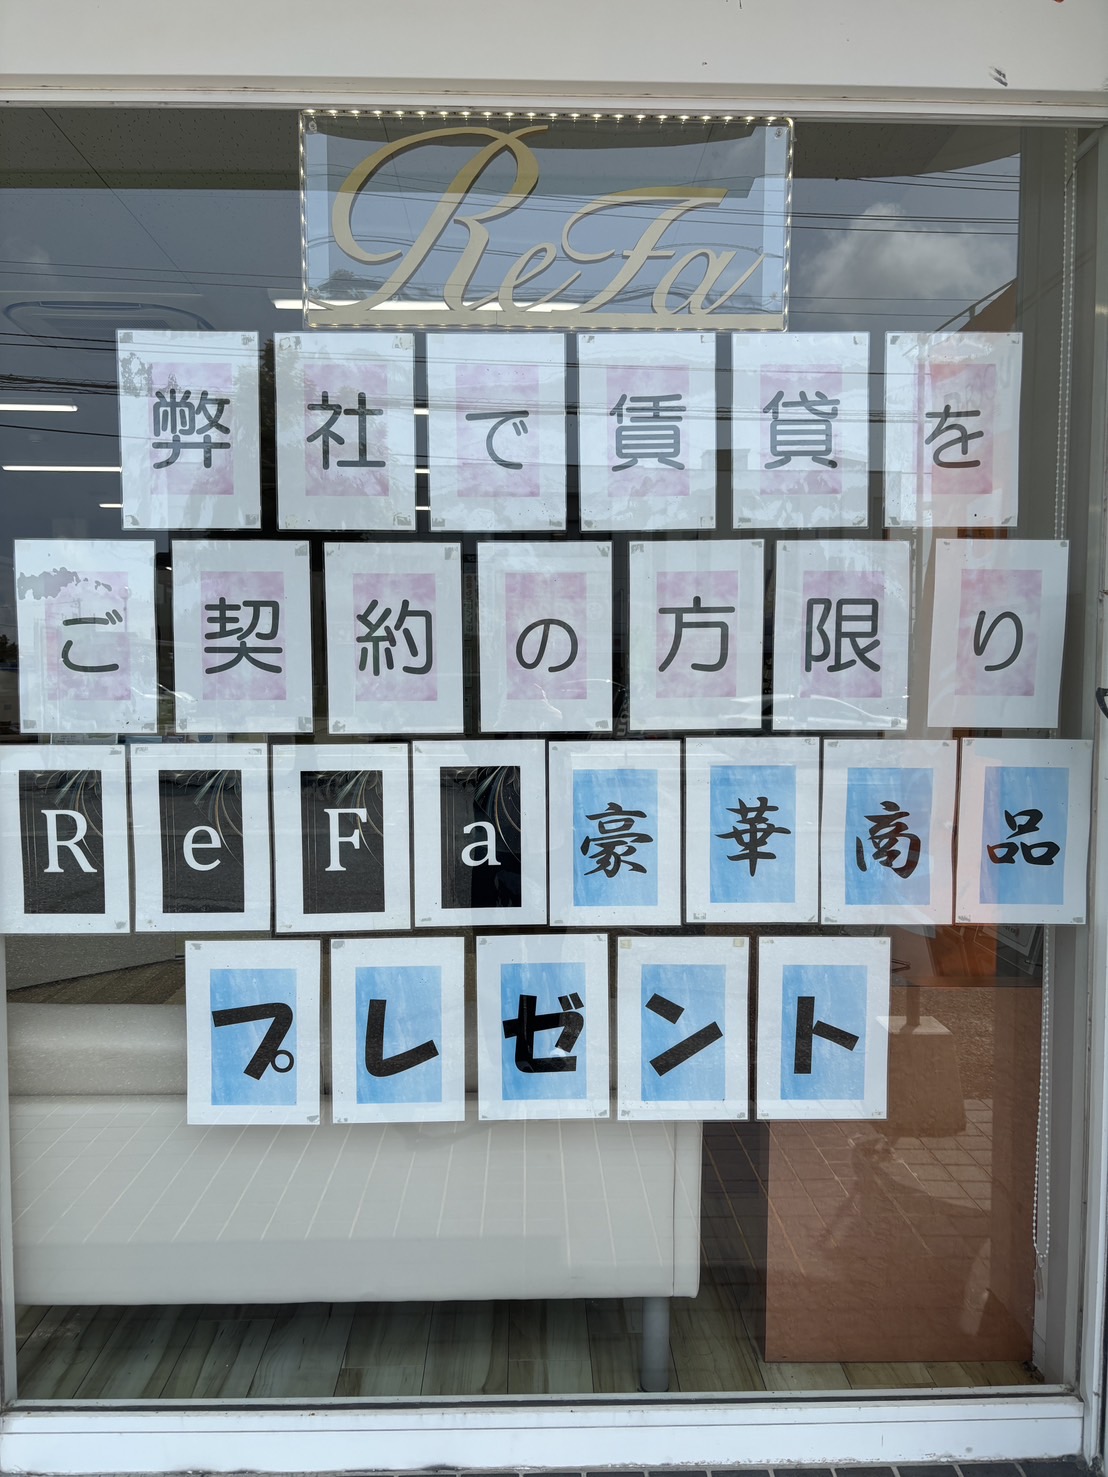 ReFa
弊社で賃貸を
ご契約の方限り
ReFa豪華商品
プレゼント